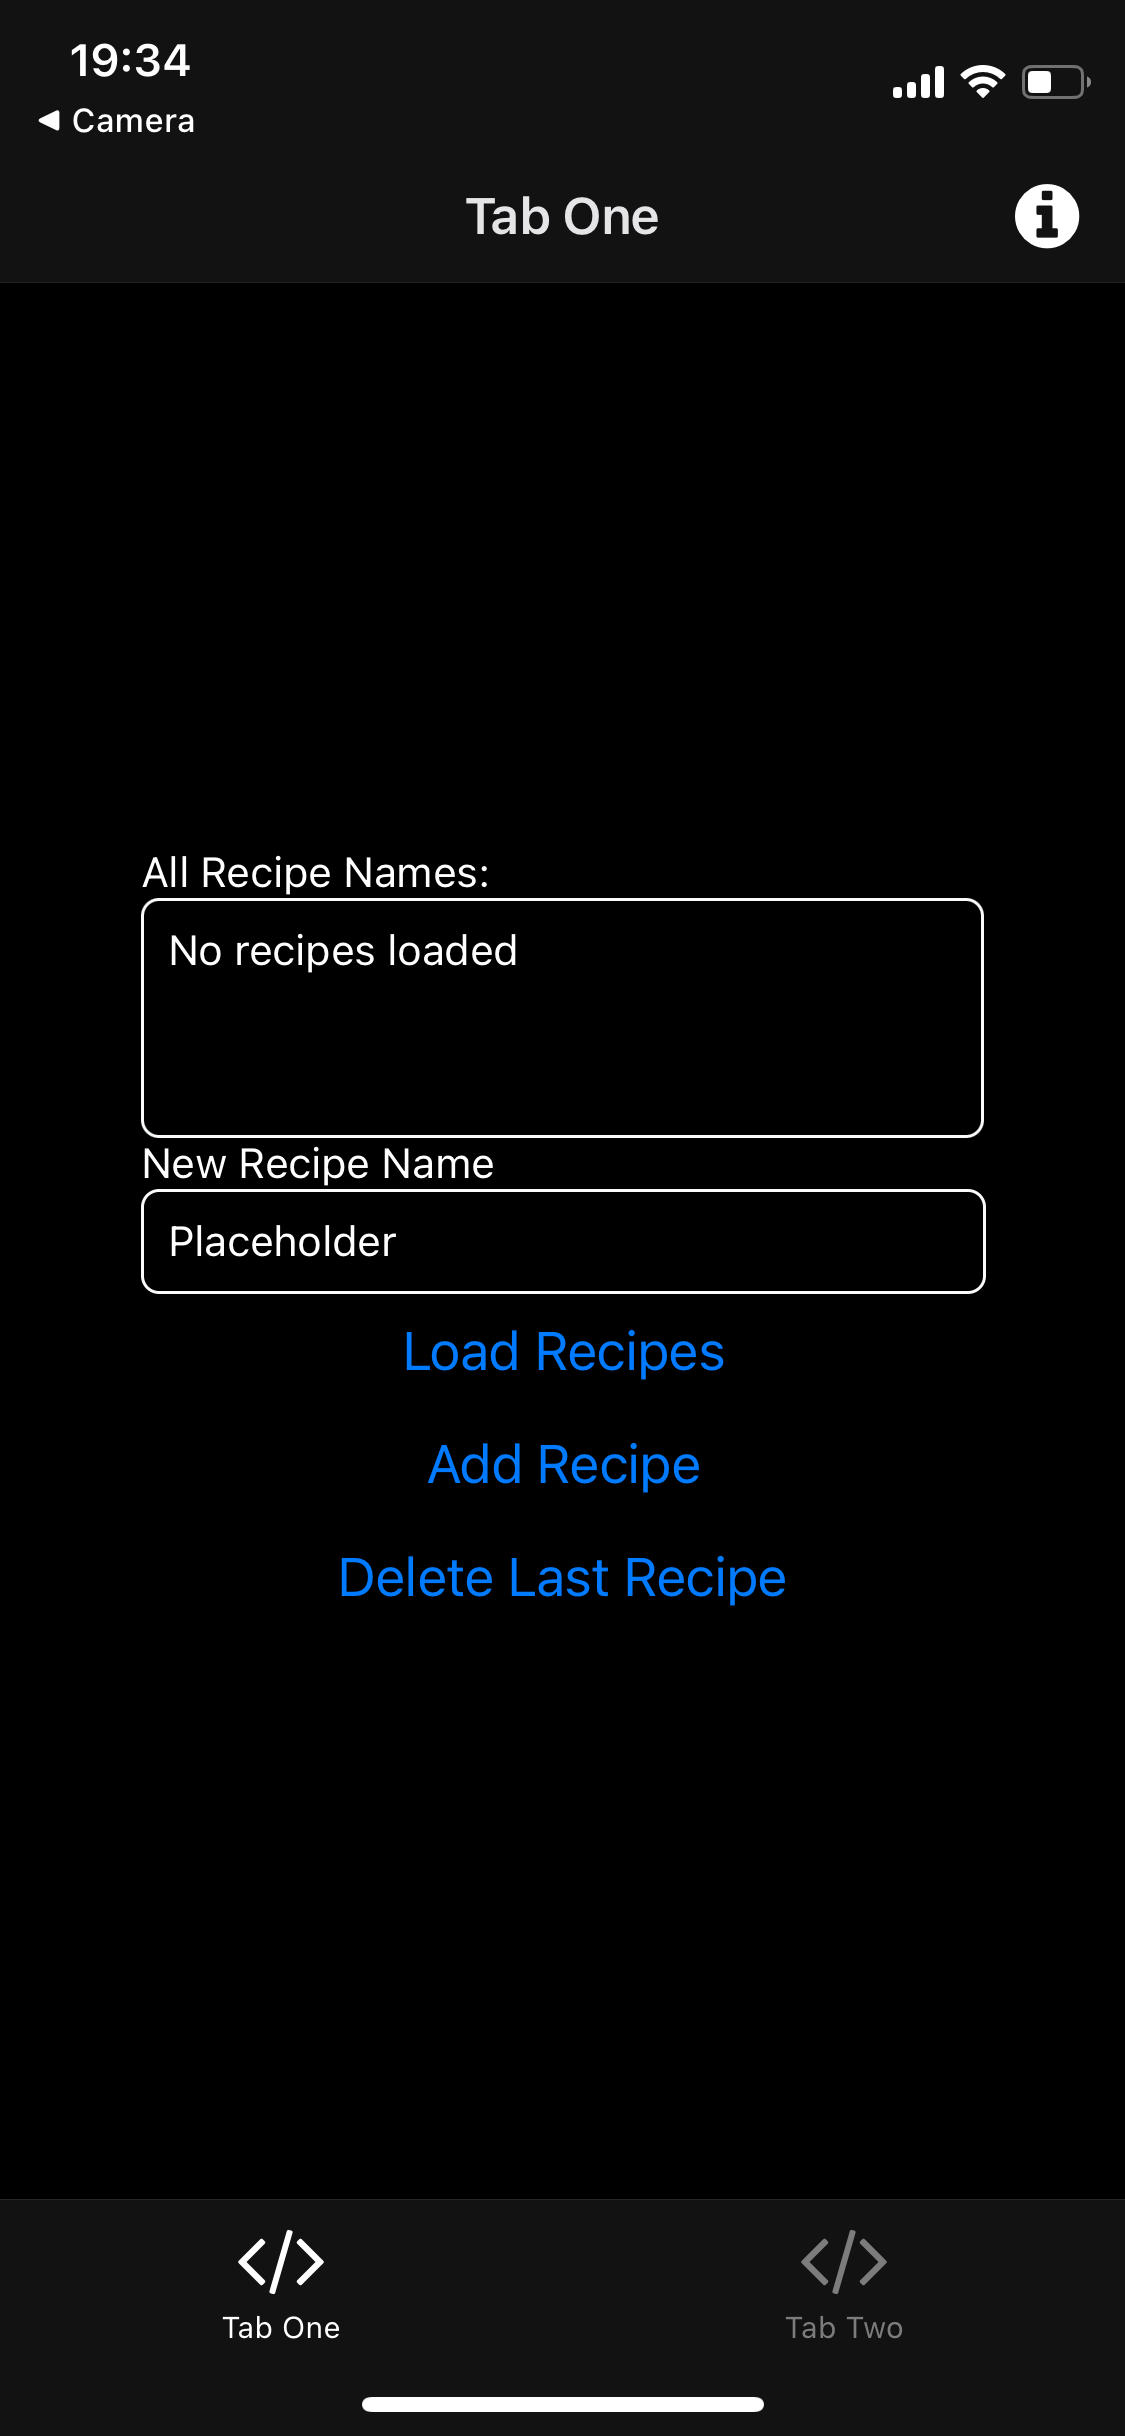 19:34
Camera
Tab One
All Recipe Names:
No recipes loaded
New Recipe Name
Placeholder
Load Recipes
Add Recipe
Delete Last Recipe
Tab One
Tab Two